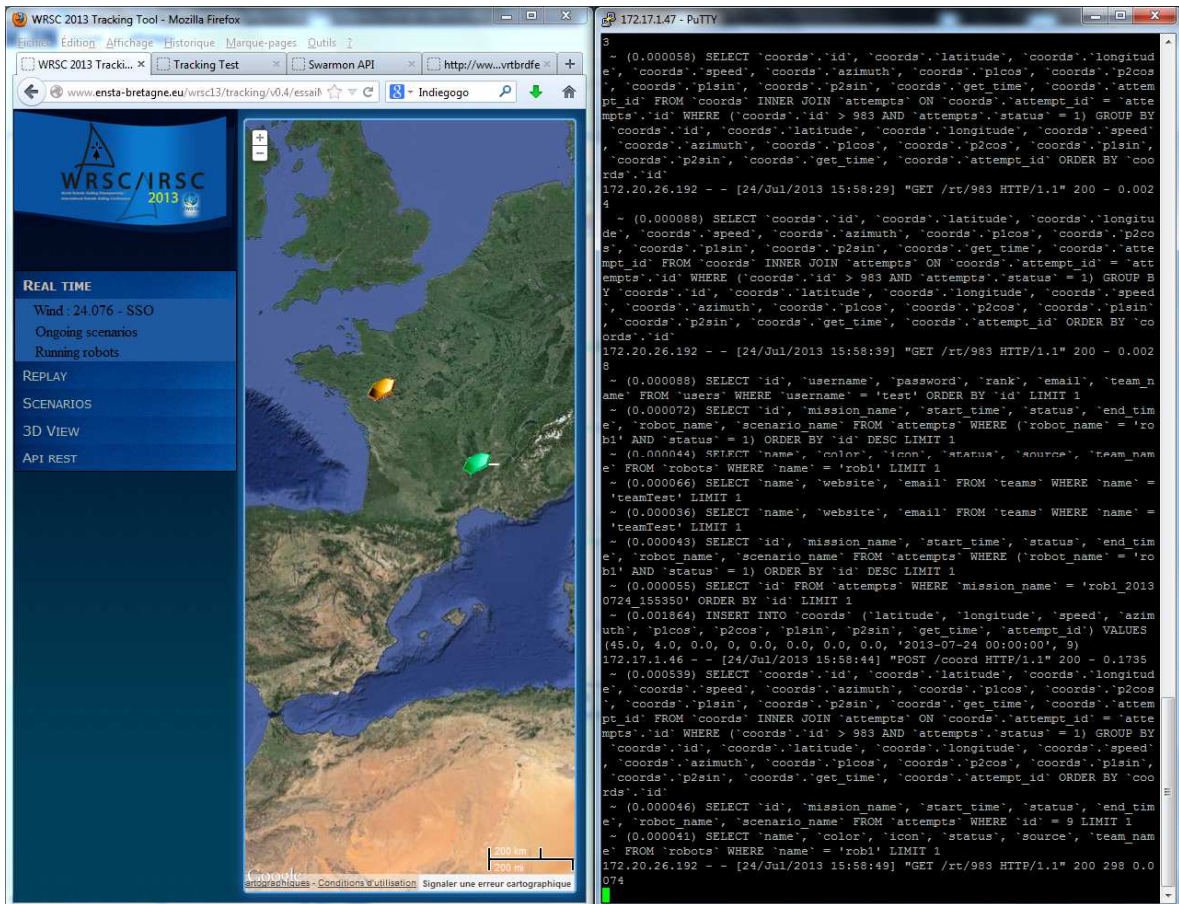 WRSC 2013 Tracking Tool - Mozilla Firefox
Fichier Édition Affichage Historique Marque-pages Outils ?
WRSC 2013 Tracki... × Tracking Test × Swarmon API × http://ww...vrtbrdfe × +
www.ensta-bretagne.eu/wrsc13/tracking/v0.4/essaiN Indiegogo
WRSC/IRSC
World Robotic Sailing Championship
International Robotic Sailing Conference
2013
REAL TIME
Wind : 24.076 - SSO
Ongoing scenarios
Running robots
REPLAY
SCENARIOS
3D VIEW
API REST
+
−
200 km
200 mi
Google
artographiques - Conditions d'utilisation Signaler une erreur cartographique
172.17.1.47 - PuTTY
3
 ~ (0.000058) SELECT `coords`.`id`, `coords`.`latitude`, `coords`.`longitud
e`, `coords`.`speed`, `coords`.`azimuth`, `coords`.`p1cos`, `coords`.`p2cos
`, `coords`.`p1sin`, `coords`.`p2sin`, `coords`.`get_time`, `coords`.`attem
pt_id` FROM `coords` INNER JOIN `attempts` ON `coords`.`attempt_id` = `atte
mpts`.`id` WHERE (`coords`.`id` > 983 AND `attempts`.`status` = 1) GROUP BY
 `coords`.`id`, `coords`.`latitude`, `coords`.`longitude`, `coords`.`speed`
, `coords`.`azimuth`, `coords`.`p1cos`, `coords`.`p2cos`, `coords`.`p1sin`,
 `coords`.`p2sin`, `coords`.`get_time`, `coords`.`attempt_id` ORDER BY `coo
rds`.`id`
172.20.26.192 - - [24/Jul/2013 15:58:29] "GET /rt/983 HTTP/1.1" 200 - 0.002
4
 ~ (0.000088) SELECT `coords`.`id`, `coords`.`latitude`, `coords`.`longitu
de`, `coords`.`speed`, `coords`.`azimuth`, `coords`.`p1cos`, `coords`.`p2co
s`, `coords`.`p1sin`, `coords`.`p2sin`, `coords`.`get_time`, `coords`.`atte
mpt_id` FROM `coords` INNER JOIN `attempts` ON `coords`.`attempt_id` = `att
empts`.`id` WHERE (`coords`.`id` > 983 AND `attempts`.`status` = 1) GROUP B
Y `coords`.`id`, `coords`.`latitude`, `coords`.`longitude`, `coords`.`speed
`, `coords`.`azimuth`, `coords`.`p1cos`, `coords`.`p2cos`, `coords`.`p1sin`
, `coords`.`p2sin`, `coords`.`get_time`, `coords`.`attempt_id` ORDER BY `co
ords`.`id`
172.20.26.192 - - [24/Jul/2013 15:58:39] "GET /rt/983 HTTP/1.1" 200 - 0.002
8
 ~ (0.000088) SELECT `id`, `username`, `password`, `rank`, `email`, `team_n
ame` FROM `users` WHERE `username` = 'test' ORDER BY `id` LIMIT 1
 ~ (0.000072) SELECT `id`, `mission_name`, `start_time`, `status`, `end_tim
e`, `robot_name`, `scenario_name` FROM `attempts` WHERE (`robot_name` = 'ro
b1' AND `status` = 1) ORDER BY `id` DESC LIMIT 1
 ~ (0.000044) SELECT `name`, `color`, `icon`, `status`, `source`, `team_nam
e` FROM `robots` WHERE `name` = 'rob1' LIMIT 1
 ~ (0.000066) SELECT `name`, `website`, `email` FROM `teams` WHERE `name` =
 'teamTest' LIMIT 1
 ~ (0.000036) SELECT `name`, `website`, `email` FROM `teams` WHERE `name` =
 'teamTest' LIMIT 1
 ~ (0.000043) SELECT `id`, `mission_name`, `start_time`, `status`, `end_tim
e`, `robot_name`, `scenario_name` FROM `attempts` WHERE (`robot_name` = 'ro
b1' AND `status` = 1) ORDER BY `id` DESC LIMIT 1
 ~ (0.000055) SELECT `id` FROM `attempts` WHERE `mission_name` = 'rob1_2013
0724_155350' ORDER BY `id` LIMIT 1
 ~ (0.001864) INSERT INTO `coords` (`latitude`, `longitude`, `speed`, `azim
uth`, `p1cos`, `p2cos`, `p1sin`, `p2sin`, `get_time`, `attempt_id`) VALUES
(45.0, 4.0, 0.0, 0, 0.0, 0.0, 0.0, 0.0, '2013-07-24 00:00:00', 9)
172.17.1.46 - - [24/Jul/2013 15:58:44] "POST /coord HTTP/1.1" 200 - 0.1735
 ~ (0.000539) SELECT `coords`.`id`, `coords`.`latitude`, `coords`.`longitud
e`, `coords`.`speed`, `coords`.`azimuth`, `coords`.`p1cos`, `coords`.`p2cos
`, `coords`.`p1sin`, `coords`.`p2sin`, `coords`.`get_time`, `coords`.`attem
pt_id` FROM `coords` INNER JOIN `attempts` ON `coords`.`attempt_id` = `atte
mpts`.`id` WHERE (`coords`.`id` > 983 AND `attempts`.`status` = 1) GROUP BY
 `coords`.`id`, `coords`.`latitude`, `coords`.`longitude`, `coords`.`speed`
, `coords`.`azimuth`, `coords`.`p1cos`, `coords`.`p2cos`, `coords`.`p1sin`,
 `coords`.`p2sin`, `coords`.`get_time`, `coords`.`attempt_id` ORDER BY `coo
rds`.`id`
 ~ (0.000046) SELECT `id`, `mission_name`, `start_time`, `status`, `end_tim
e`, `robot_name`, `scenario_name` FROM `attempts` WHERE `id` = 9 LIMIT 1
 ~ (0.000041) SELECT `name`, `color`, `icon`, `status`, `source`, `team_nam
e` FROM `robots` WHERE `name` = 'rob1' LIMIT 1
172.20.26.192 - - [24/Jul/2013 15:58:49] "GET /rt/983 HTTP/1.1" 200 298 0.0
074